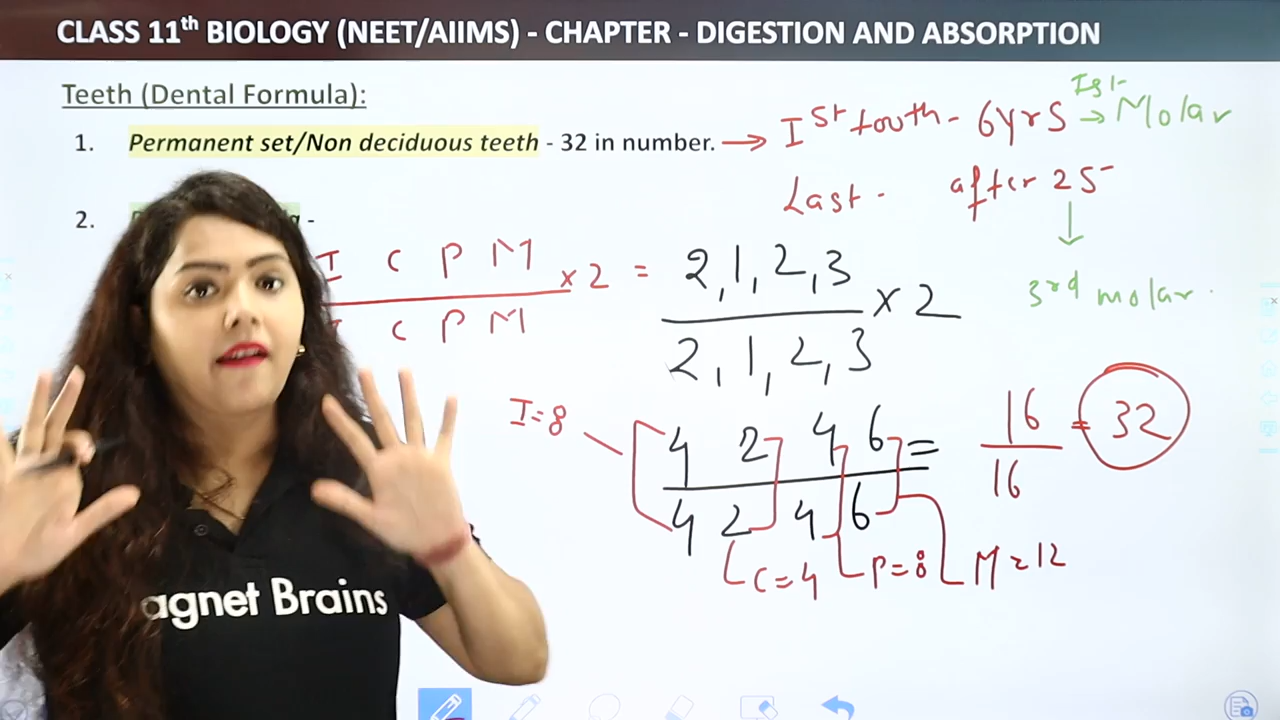 CLASS 11th BIOLOGY (NEET/AIIMS) - CHAPTER - DIGESTION AND ABSORPTION
Teeth (Dental Formula):
1. Permanent set/Non deciduous teeth - 32 in number. → Ist tooth - 6yrs → Ist Molar
Last - after 25
↓
3rd molar.
2. -
I C P M
I C P M
×2 =
2,1,2,3
2,1,2,3
×2
I=8
4 2 4 6
4 2 4 6
=
16
16
= 32
C=4
P=8
M=12
agnet Brains